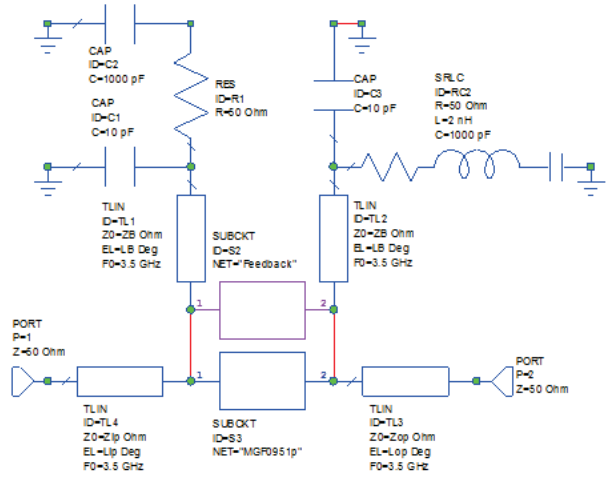 CAP
ID=C2
C=1000 pF
CAP
ID=C1
C=10 pF
RES
ID=R1
R=50 Ohm
CAP
ID=C3
C=10 pF
SRLC
ID=RC2
R=50 Ohm
L=2 nH
C=1000 pF
TLIN
ID=TL1
Z0=ZB Ohm
EL=LB Deg
F0=3.5 GHz
SUBCKT
ID=S2
NET="Feedback"
TLIN
ID=TL2
Z0=ZB Ohm
EL=LB Deg
F0=3.5 GHz
1
2
PORT
P=1
Z=50 Ohm
1
2
PORT
P=2
Z=50 Ohm
TLIN
ID=TL4
Z0=Zip Ohm
EL=Lip Deg
F0=3.5 GHz
SUBCKT
ID=S3
NET="MGF0951p"
TLIN
ID=TL3
Z0=Zop Ohm
EL=Lop Deg
F0=3.5 GHz